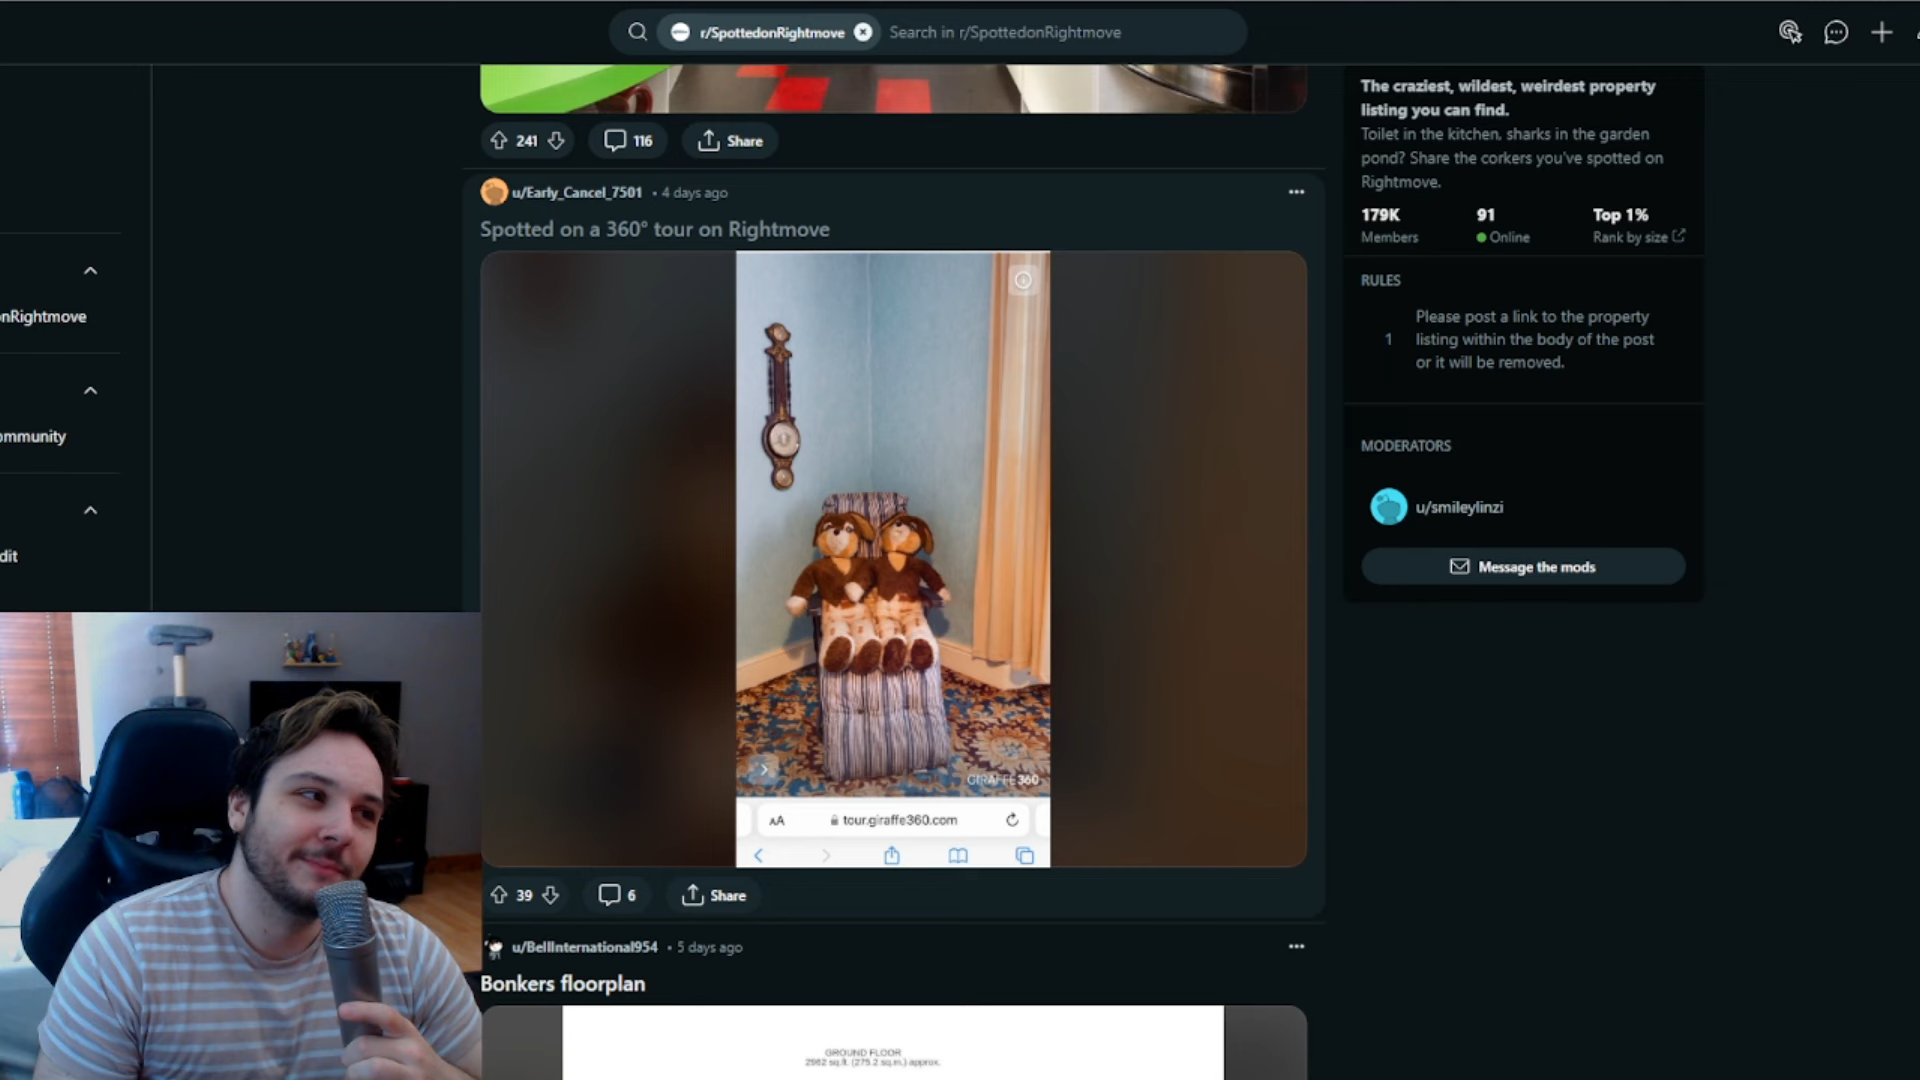 r/SpottedonRightmove
Search in r/SpottedonRightmove
241
116
Share
u/Early_Cancel_7501 • 4 days ago
Spotted on a 360° tour on Rightmove
GIRAFFE360
AA
tour.giraffe360.com
39
6
Share
u/BellInternational954 • 5 days ago
Bonkers floorplan
GROUND FLOOR
2962 sq.ft. (275.2 sq.m.) approx.
nRightmove
ommunity
dit
The craziest, wildest, weirdest property
listing you can find.
Toilet in the kitchen, sharks in the garden
pond? Share the corkers you've spotted on
Rightmove.
179K
Members
91
Online
Top 1%
Rank by size
RULES
1
Please post a link to the property
listing within the body of the post
or it will be removed.
MODERATORS
u/smileylinzi
Message the mods